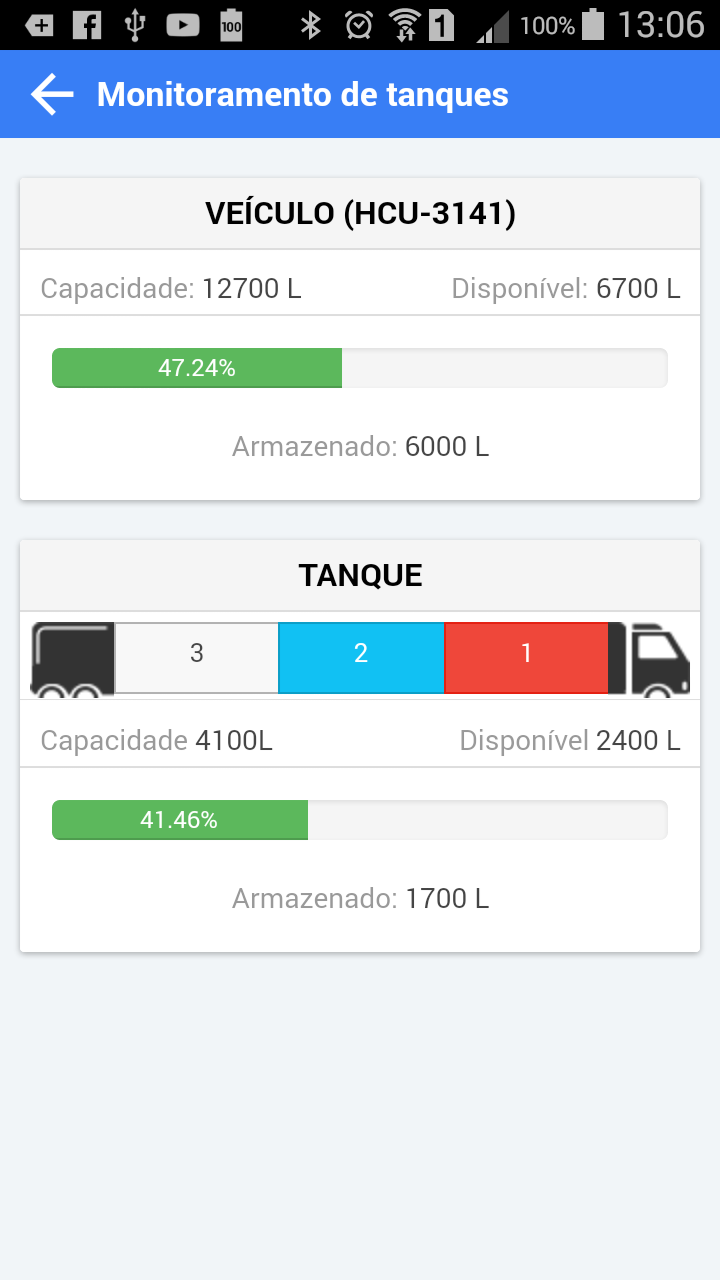 100 1 100% 13:06
Monitoramento de tanques
VEÍCULO (HCU-3141)
Capacidade: 12700 L Disponível: 6700 L
47.24%
Armazenado: 6000 L
TANQUE
3 2 1
Capacidade 4100L Disponível 2400 L
41.46%
Armazenado: 1700 L